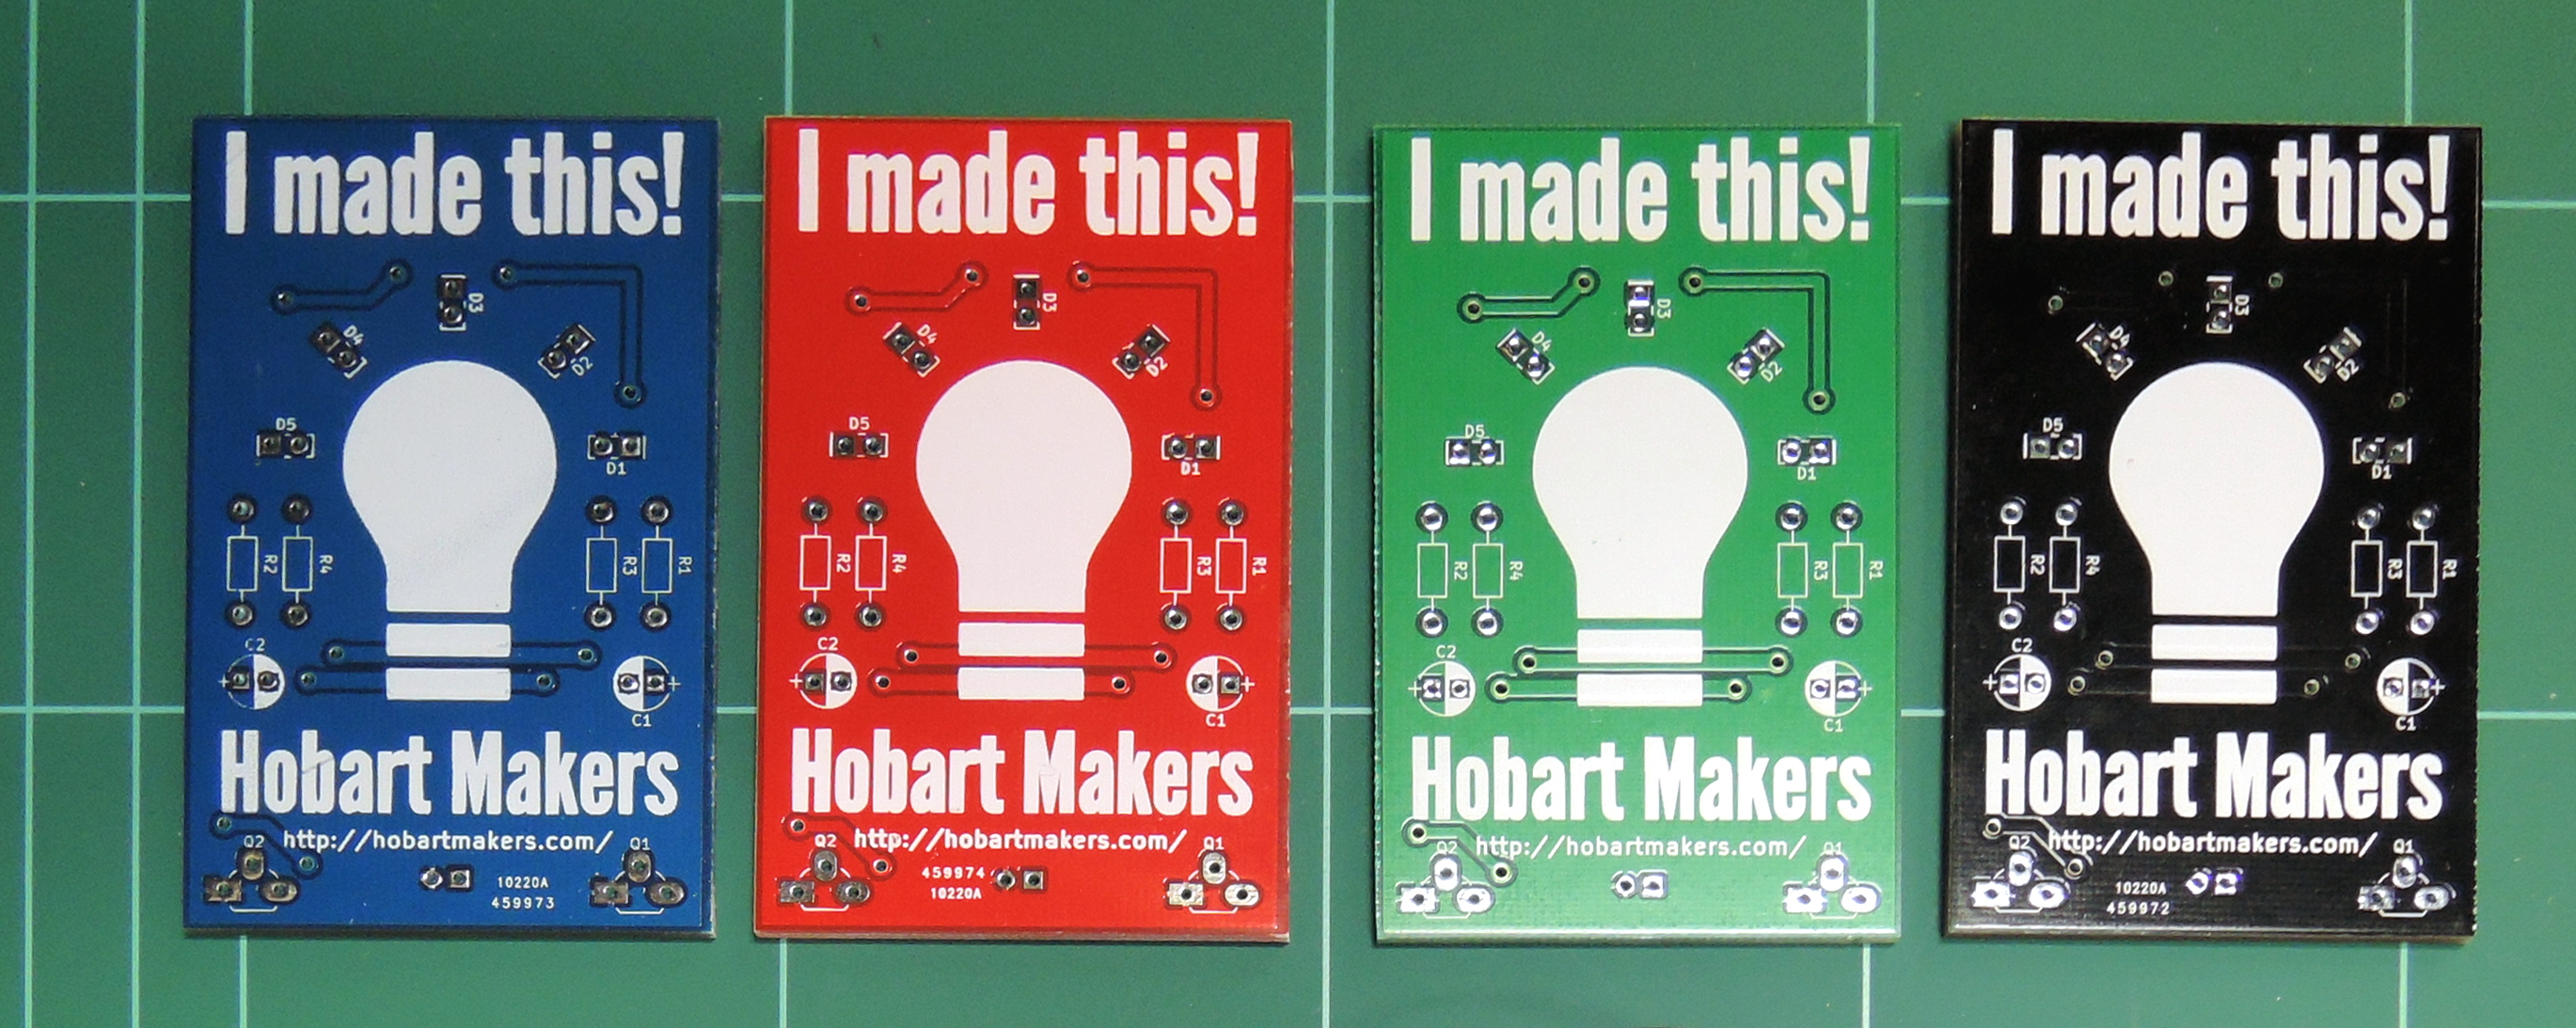 I made this!
D3
D4
D2
D5
D1
R2 R4 R3 R1
C2
+ +
C1
Hobart Makers
http://hobartmakers.com/
Q2 Q1
10220A
459973
I made this!
D3
D4
D2
D5
D1
R2 R4 R3 R1
C2
+ +
C1
Hobart Makers
http://hobartmakers.com/
Q2 Q1
459974
10220A
I made this!
D3
D4
D2
D5
D1
R2 R4 R3 R1
C2
+ +
C1
Hobart Makers
http://hobartmakers.com/
Q2 Q1
I made this!
D3
D4
D2
D5
D1
R2 R4 R3 R1
C2
+ +
C1
Hobart Makers
http://hobartmakers.com/
Q2 Q1
10220A
459972